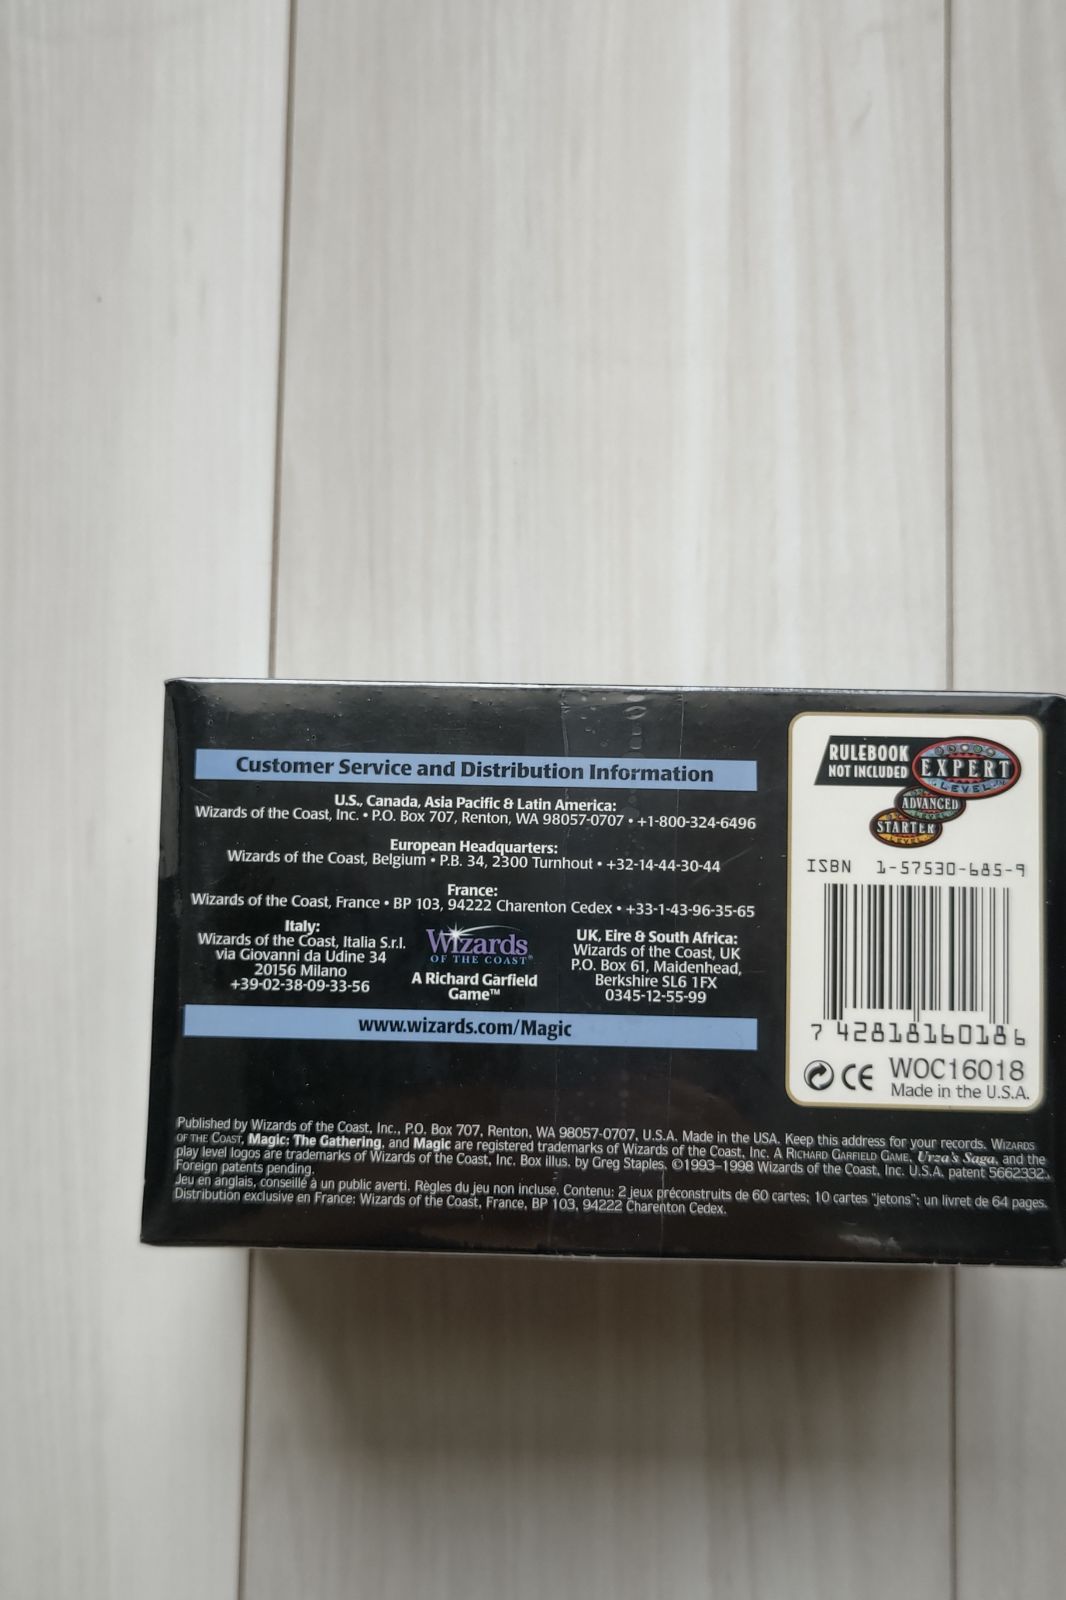 Customer Service and Distribution Information
U.S., Canada, Asia Pacific & Latin America:
Wizards of the Coast, Inc. • P.O. Box 707, Renton, WA 98057-0707 • +1-800-324-6496
European Headquarters:
Wizards of the Coast, Belgium • P.B. 34, 2300 Turnhout • +32-14-44-30-44
France:
Wizards of the Coast, France • BP 103, 94222 Charenton Cedex • +33-1-43-96-35-65
Italy:
Wizards of the Coast, Italia S.r.l.
via Giovanni da Udine 34
20156 Milano
+39-02-38-09-33-56
Wizards
OF THE COAST®
A Richard Garfield
Game™
UK, Eire & South Africa:
Wizards of the Coast, UK
P.O. Box 61, Maidenhead,
Berkshire SL6 1FX
0345-12-55-99
www.wizards.com/Magic
RULEBOOK
NOT INCLUDED
EXPERT
LEVEL™
ADVANCED
LEVEL
STARTER
LEVEL
ISBN 1-57530-685-9
7 4281816018 6
CE WOC16018
Made in the U.S.A.
Published by Wizards of the Coast, Inc., P.O. Box 707, Renton, WA 98057-0707, U.S.A. Made in the USA. Keep this address for your records. WIZARDS
OF THE COAST, Magic: The Gathering, and Magic are registered trademarks of Wizards of the Coast, Inc. A RICHARD GARFIELD GAME, Urza's Saga, and the
play level logos are trademarks of Wizards of the Coast, Inc. Box illus. by Greg Staples. ©1993–1998 Wizards of the Coast, Inc. U.S.A. patent 5662332.
Foreign patents pending.
Jeu en anglais, conseillé à un public averti. Règles du jeu non incluse. Contenu: 2 jeux préconstruits de 60 cartes; 10 cartes "jetons"; un livret de 64 pages.
Distribution exclusive en France: Wizards of the Coast, France, BP 103, 94222 Charenton Cedex.